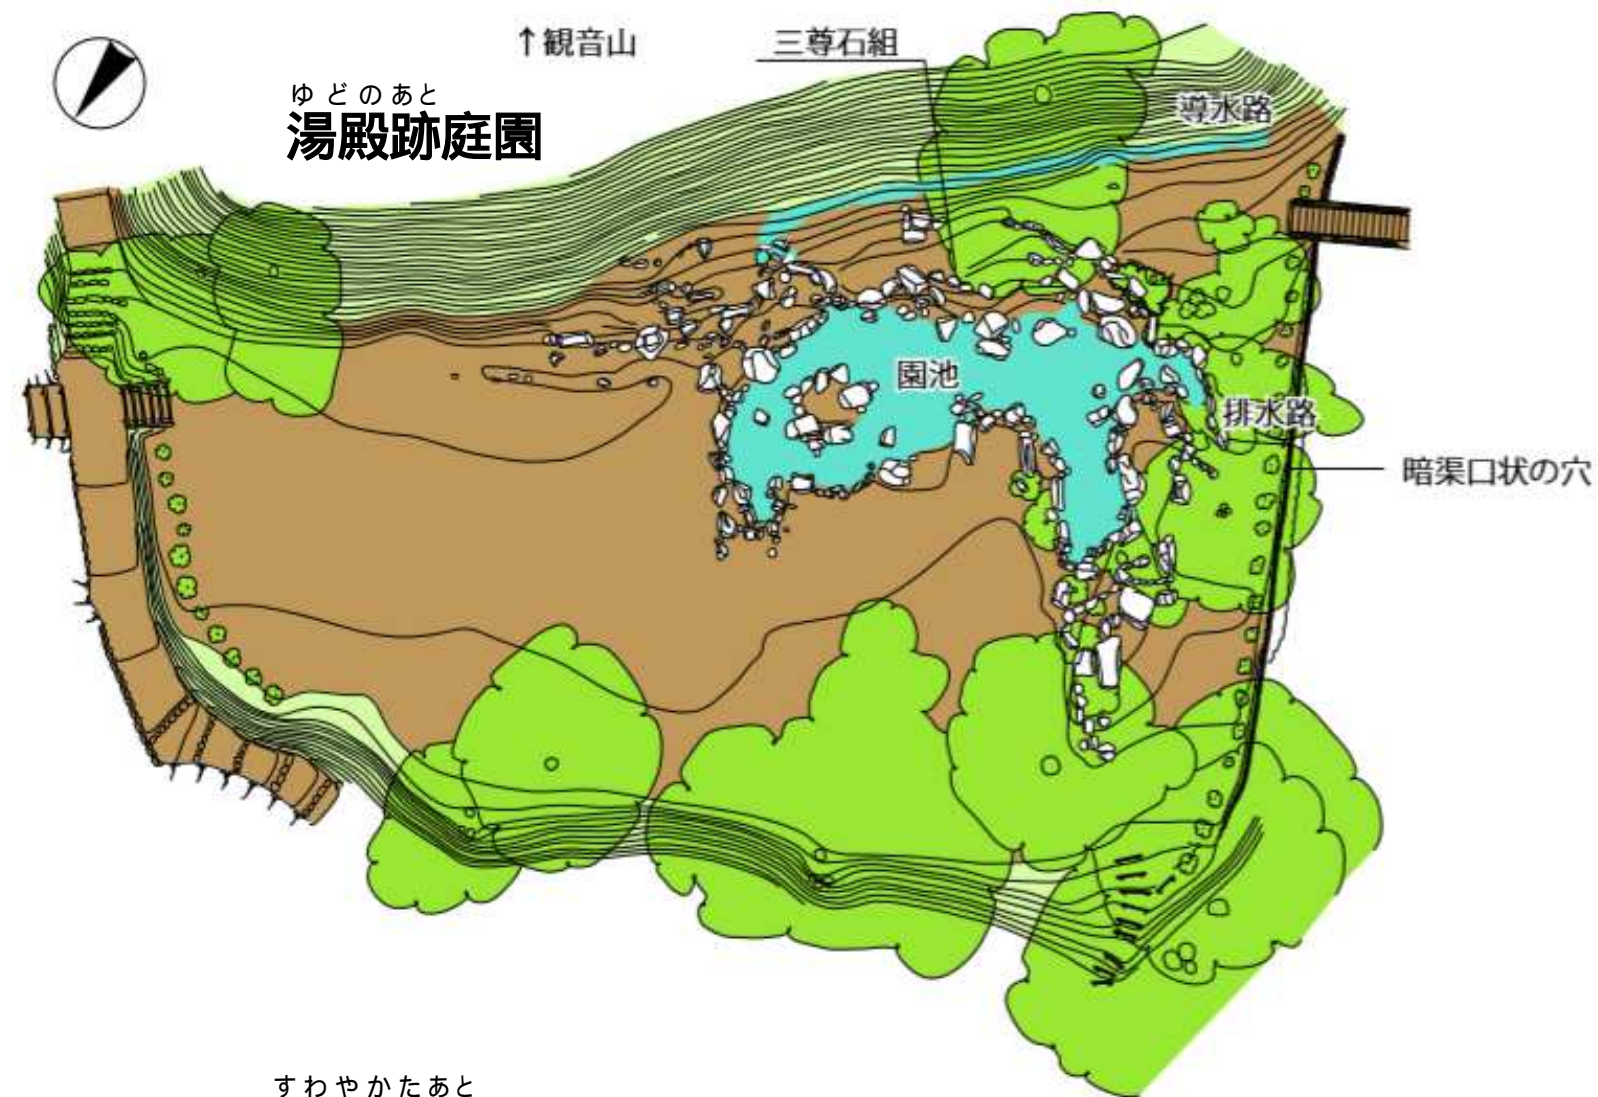 ↑観音山
三尊石組
ゆどのあと
湯殿跡庭園
導水路
園池
排水路
暗渠口状の穴
すわやかたあと